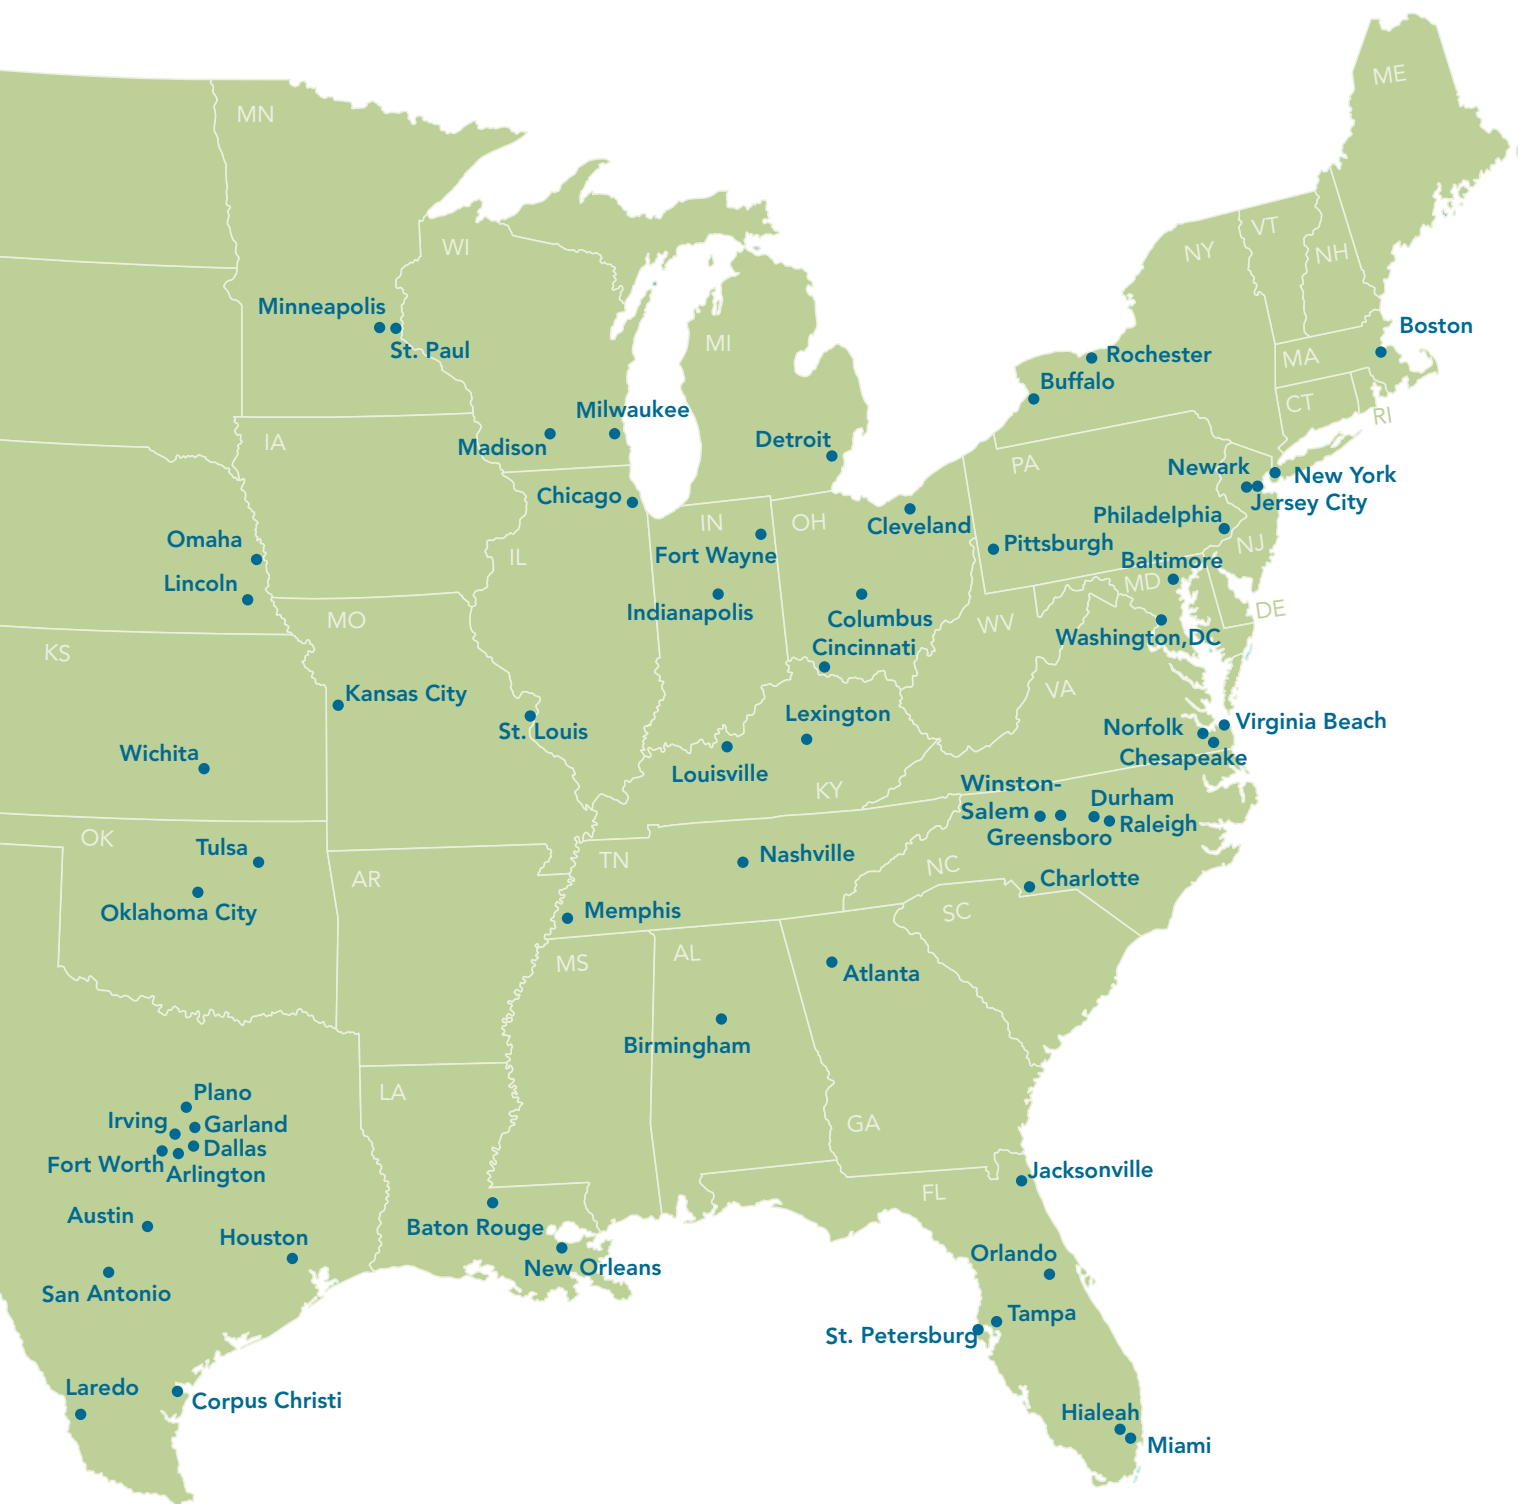 ME
MN
VT
WI
NY
NH
Minneapolis
Boston
MI
St. Paul
Rochester
MA
Buffalo
CT
Milwaukee
RI
Detroit
IA
Madison
PA
Newark
New York
Chicago
Jersey City
Philadelphia
IN
OH
Cleveland
Omaha
Pittsburgh
NJ
IL
Fort Wayne
Baltimore
Lincoln
MD
DE
Indianapolis
Columbus
MO
WV
Washington,DC
Cincinnati
KS
VA
Kansas City
Lexington
Virginia Beach
Norfolk
St. Louis
Wichita
Chesapeake
Louisville
Winston-
Salem
KY
Durham
Raleigh
OK
Greensboro
Tulsa
Nashville
TN
NC
AR
Charlotte
Oklahoma City
Memphis
SC
MS
AL
Atlanta
Birmingham
Plano
LA
Irving
Garland
GA
Dallas
Fort Worth
Arlington
Jacksonville
FL
Austin
Baton Rouge
Houston
Orlando
New Orleans
San Antonio
Tampa
St. Petersburg
Laredo
Corpus Christi
Hialeah
Miami